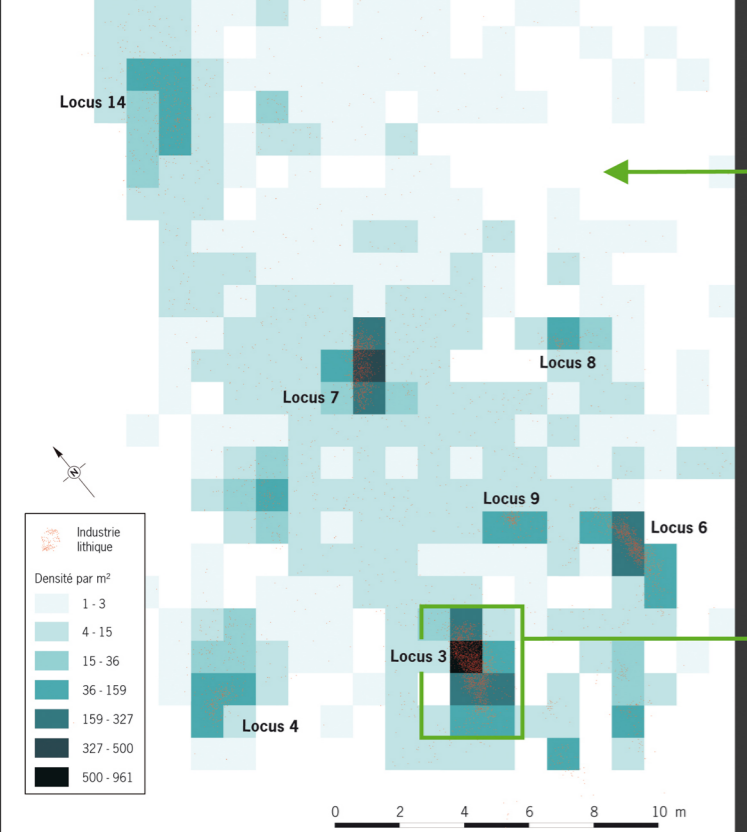 Locus 14
Locus 8
Locus 7
Locus 9
Locus 6
N
Industrie
lithique
Densité par m²
1 - 3
4 - 15
15 - 36
36 - 159
159 - 327
327 - 500
500 - 961
Locus 3
Locus 4
0 2 4 6 8 10 m